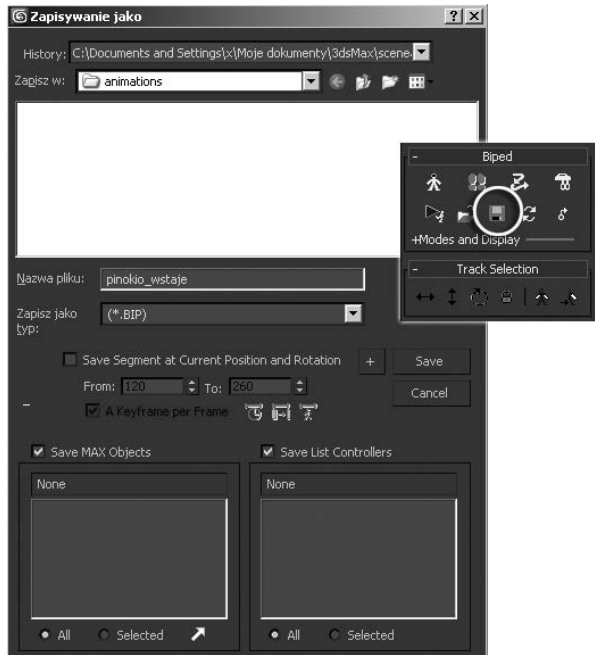 Zapisywanie jako
History: C:\Documents and Settings\x\Moje dokumenty\3dsMax\scene.
Zapisz w: animations
Biped
+Modes and Display
- Track Selection
Nazwa pliku: pinokio_wstaje
Zapisz jako typ: (*.BIP)
Save Segment at Current Position and Rotation + Save
From: 120 To: 260 Cancel
A Keyframe per Frame
Save MAX Objects
None
All Selected
Save List Controllers
None
All Selected